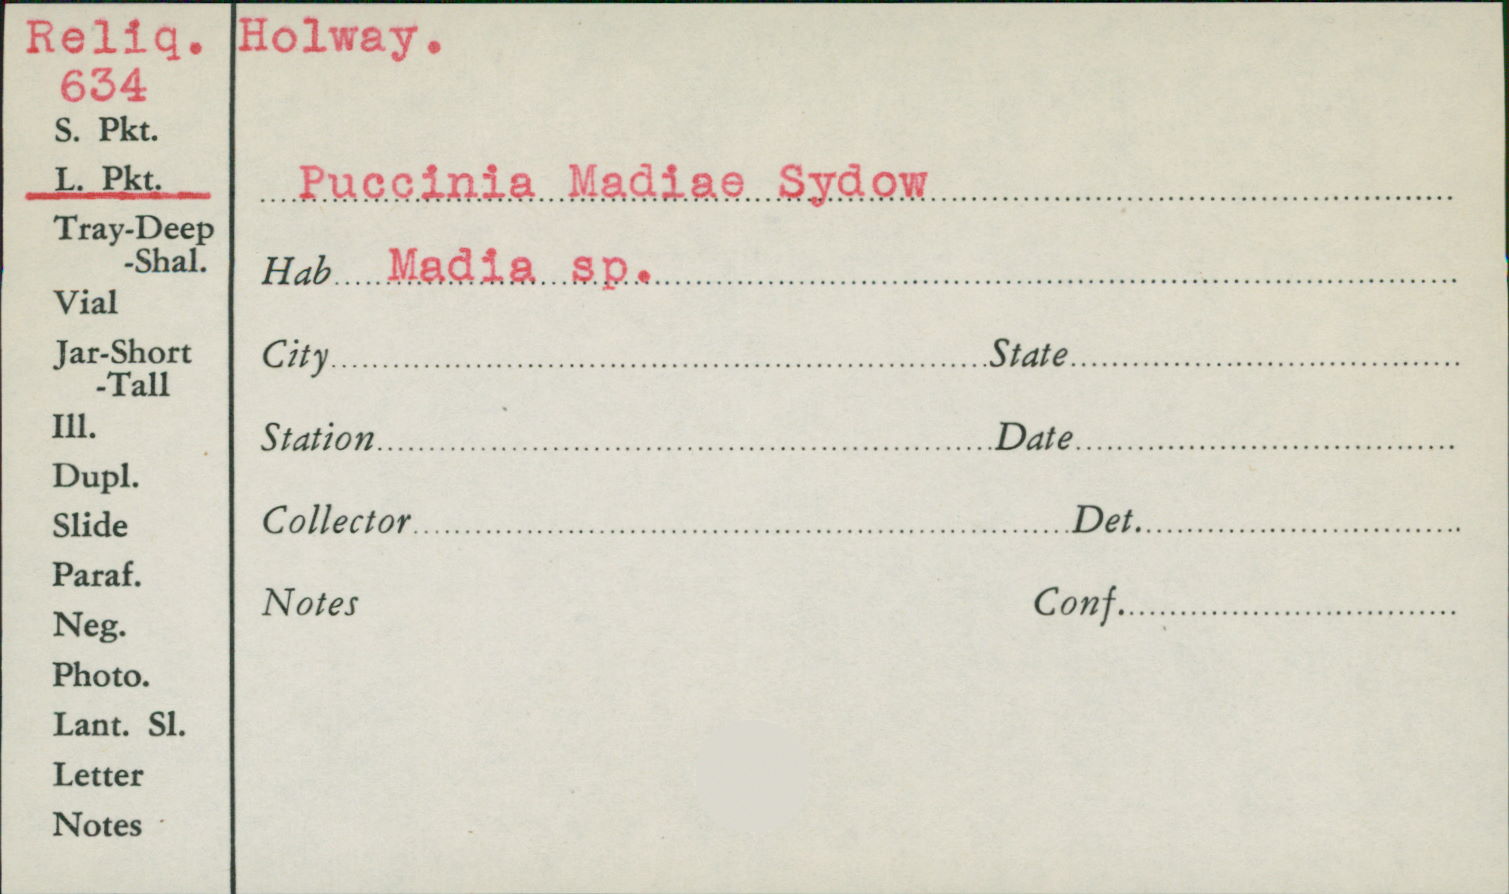 Reliq. Holway.
634
S. Pkt.
L. Pkt.
Puccinia Madiae Sydow
Tray-Deep
-Shal.
Hab Madia sp.
Vial
Jar-Short
-Tall
City State
Ill.
Station Date
Dupl.
Slide
Collector Det.
Paraf.
Notes Conf.
Neg.
Photo.
Lant. Sl.
Letter
Notes